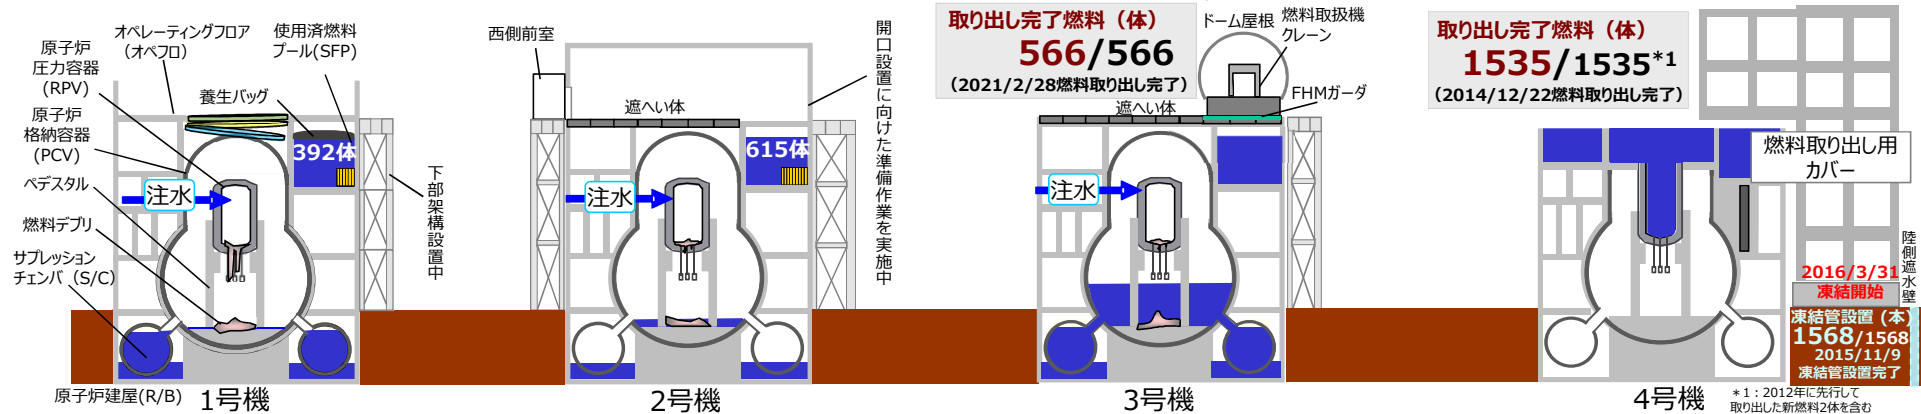 オペレーティングフロア
(オペフロ)
使用済燃料
プール(SFP)
原子炉
圧力容器
(RPV)
養生バッグ
原子炉
格納容器
(PCV)
392体
ペデスタル
注水
燃料デブリ
サプレッション
チェンバ (S/C)
下部架構設置中
原子炉建屋(R/B)
1号機
西側前室
遮へい体
615体
注水
開口設置に向けた準備作業を実施中
2号機
取り出し完了燃料（体）
566/566
(2021/2/28燃料取り出し完了)
ドーム屋根
燃料取扱機
クレーン
FHMガーダ
遮へい体
注水
3号機
取り出し完了燃料（体）
1535/1535*1
(2014/12/22燃料取り出し完了)
燃料取り出し用
カバー
4号機
陸側遮水壁
2016/3/31
凍結開始
凍結管設置 (本)
1568/1568
2015/11/9
凍結管設置完了
＊1：2012年に先行して
取り出した新燃料2体を含む